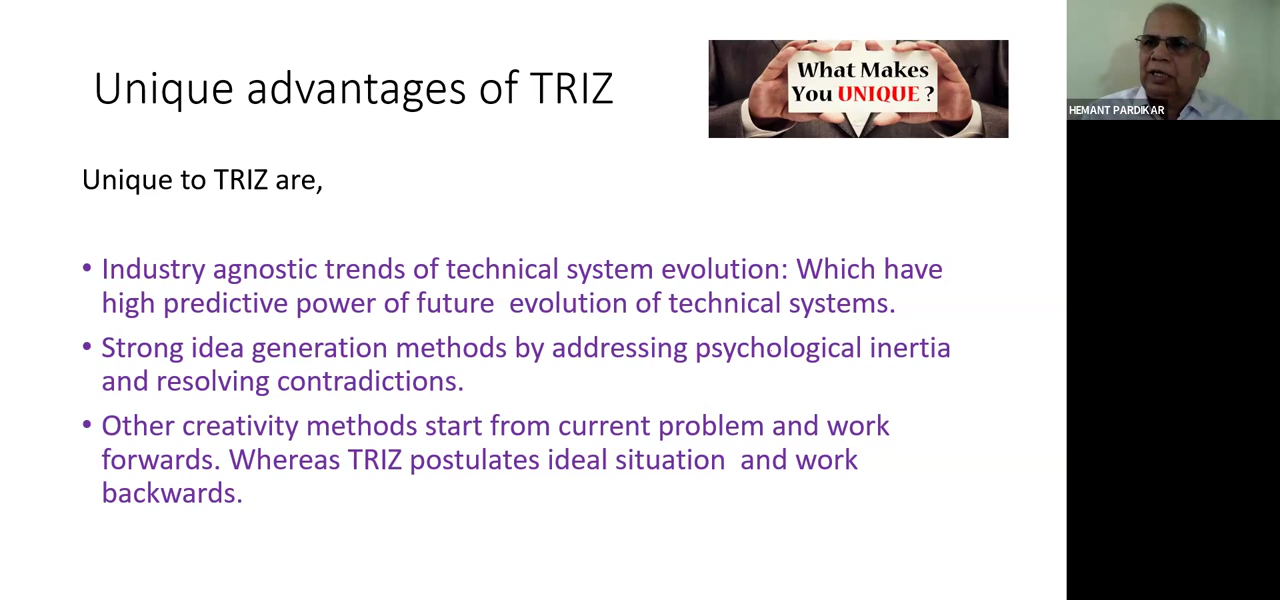 Unique advantages of TRIZ
What Makes
You UNIQUE ?
HEMANT PARDIKAR
Unique to TRIZ are,
• Industry agnostic trends of technical system evolution: Which have
high predictive power of future  evolution of technical systems.
• Strong idea generation methods by addressing psychological inertia
and resolving contradictions.
• Other creativity methods start from current problem and work
forwards. Whereas TRIZ postulates ideal situation  and work
backwards.